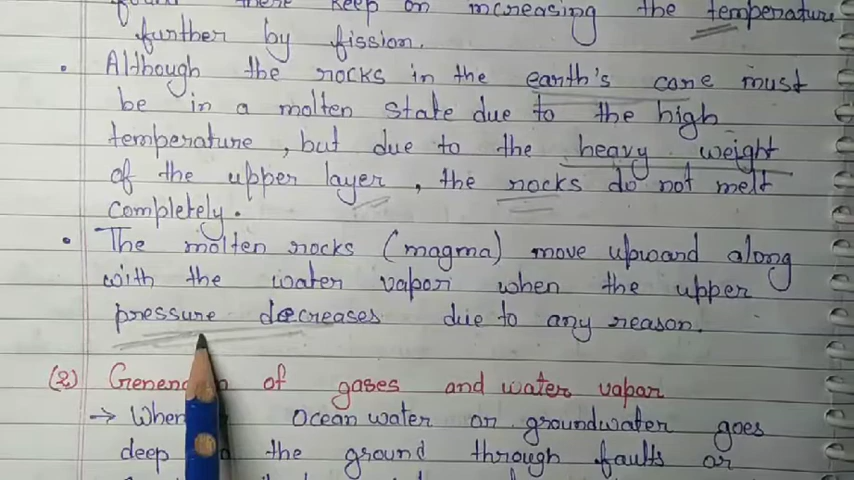 there keep on increasing the temperature
further by fission.
• Although the rocks in the earth's core must
be in a molten state due to the high
temperature, but due to the heavy weight
of the upper layer, the rocks do not melt
completely.
• The molten rocks (magma) move upward along
with the water vapor when the upper
pressure decreases due to any reason.
(2) of gases and water vapor
→ When ocean water or groundwater goes
deep the ground through faults or